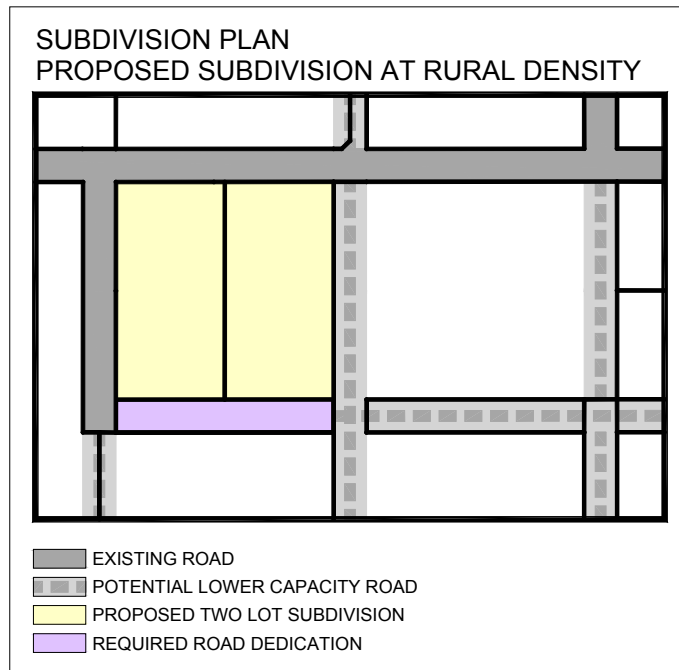 SUBDIVISION PLAN
PROPOSED SUBDIVISION AT RURAL DENSITY
EXISTING ROAD
POTENTIAL LOWER CAPACITY ROAD
PROPOSED TWO LOT SUBDIVISION
REQUIRED ROAD DEDICATION